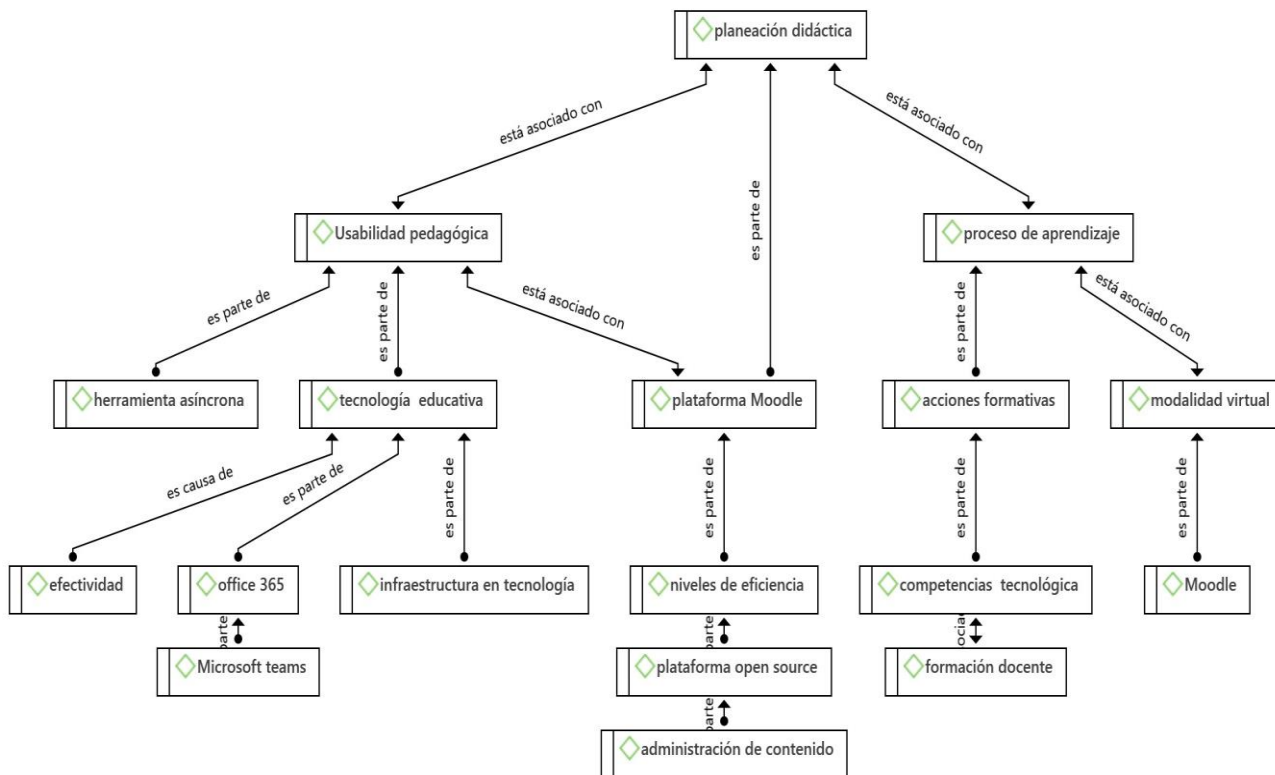 planeación didáctica
está asociado con
es parte de
está asociado con
Usabilidad pedagógica
proceso de aprendizaje
es parte de
es parte de
está asociado con
es parte de
está asociado con
herramienta asíncrona
tecnología educativa
plataforma Moodle
acciones formativas
modalidad virtual
es causa de
es parte de
es parte de
es parte de
es parte de
es parte de
efectividad
office 365
infraestructura en tecnología
niveles de eficiencia
competencias tecnológica
Moodle
parte
parte
ociac
Microsoft teams
plataforma open source
formación docente
parte
administración de contenido